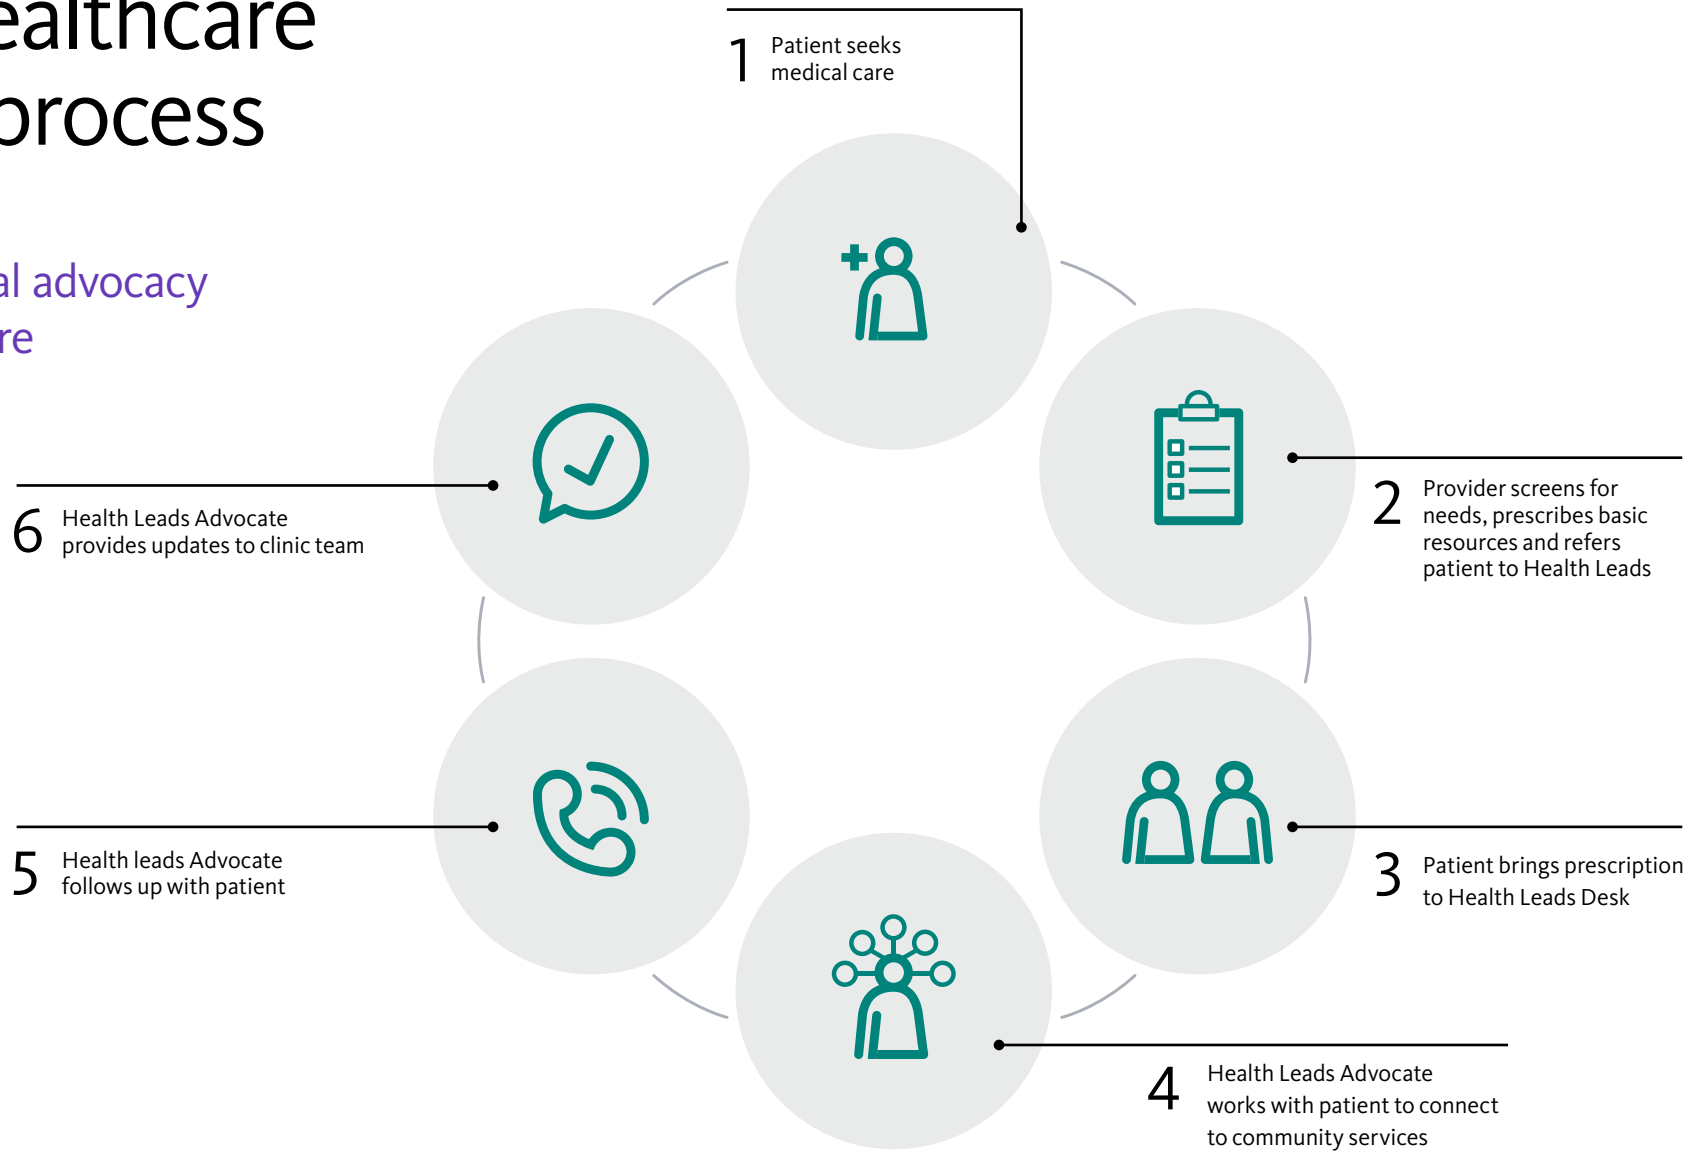 ealthcare
process
al advocacy
re
1 Patient seeks
medical care
2 Provider screens for
needs, prescribes basic
resources and refers
patient to Health Leads
3 Patient brings prescription
to Health Leads Desk
4 Health Leads Advocate
works with patient to connect
to community services
5 Health leads Advocate
follows up with patient
6 Health Leads Advocate
provides updates to clinic team